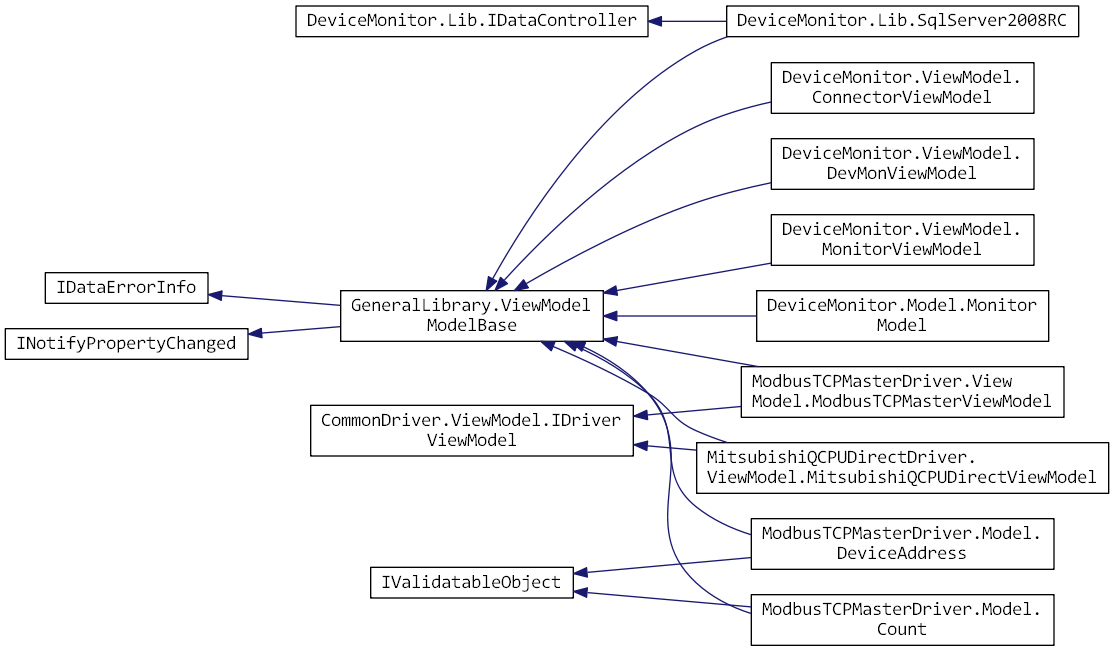 DeviceMonitor.Lib.IDataController
DeviceMonitor.Lib.SqlServer2008RC
DeviceMonitor.ViewModel.
ConnectorViewModel
DeviceMonitor.ViewModel.
DevMonViewModel
DeviceMonitor.ViewModel.
MonitorViewModel
IDataErrorInfo
GeneralLibrary.ViewModel
ModelBase
DeviceMonitor.Model.Monitor
Model
INotifyPropertyChanged
ModbusTCPMasterDriver.View
Model.ModbusTCPMasterViewModel
CommonDriver.ViewModel.IDriver
ViewModel
MitsubishiQCPUDirectDriver.
ViewModel.MitsubishiQCPUDirectViewModel
ModbusTCPMasterDriver.Model.
DeviceAddress
IValidatableObject
ModbusTCPMasterDriver.Model.
Count